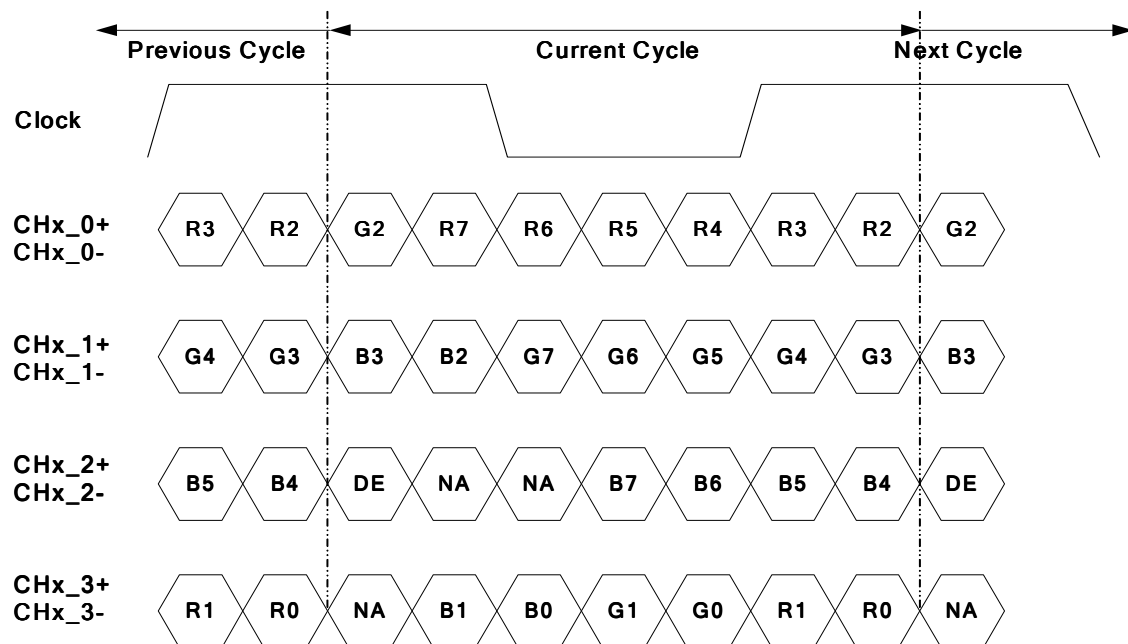 Previous Cycle Current Cycle Next Cycle
Clock
CHx_0+
CHx_0-
R3 R2 G2 R7 R6 R5 R4 R3 R2 G2
CHx_1+
CHx_1-
G4 G3 B3 B2 G7 G6 G5 G4 G3 B3
CHx_2+
CHx_2-
B5 B4 DE NA NA B7 B6 B5 B4 DE
CHx_3+
CHx_3-
R1 R0 NA B1 B0 G1 G0 R1 R0 NA